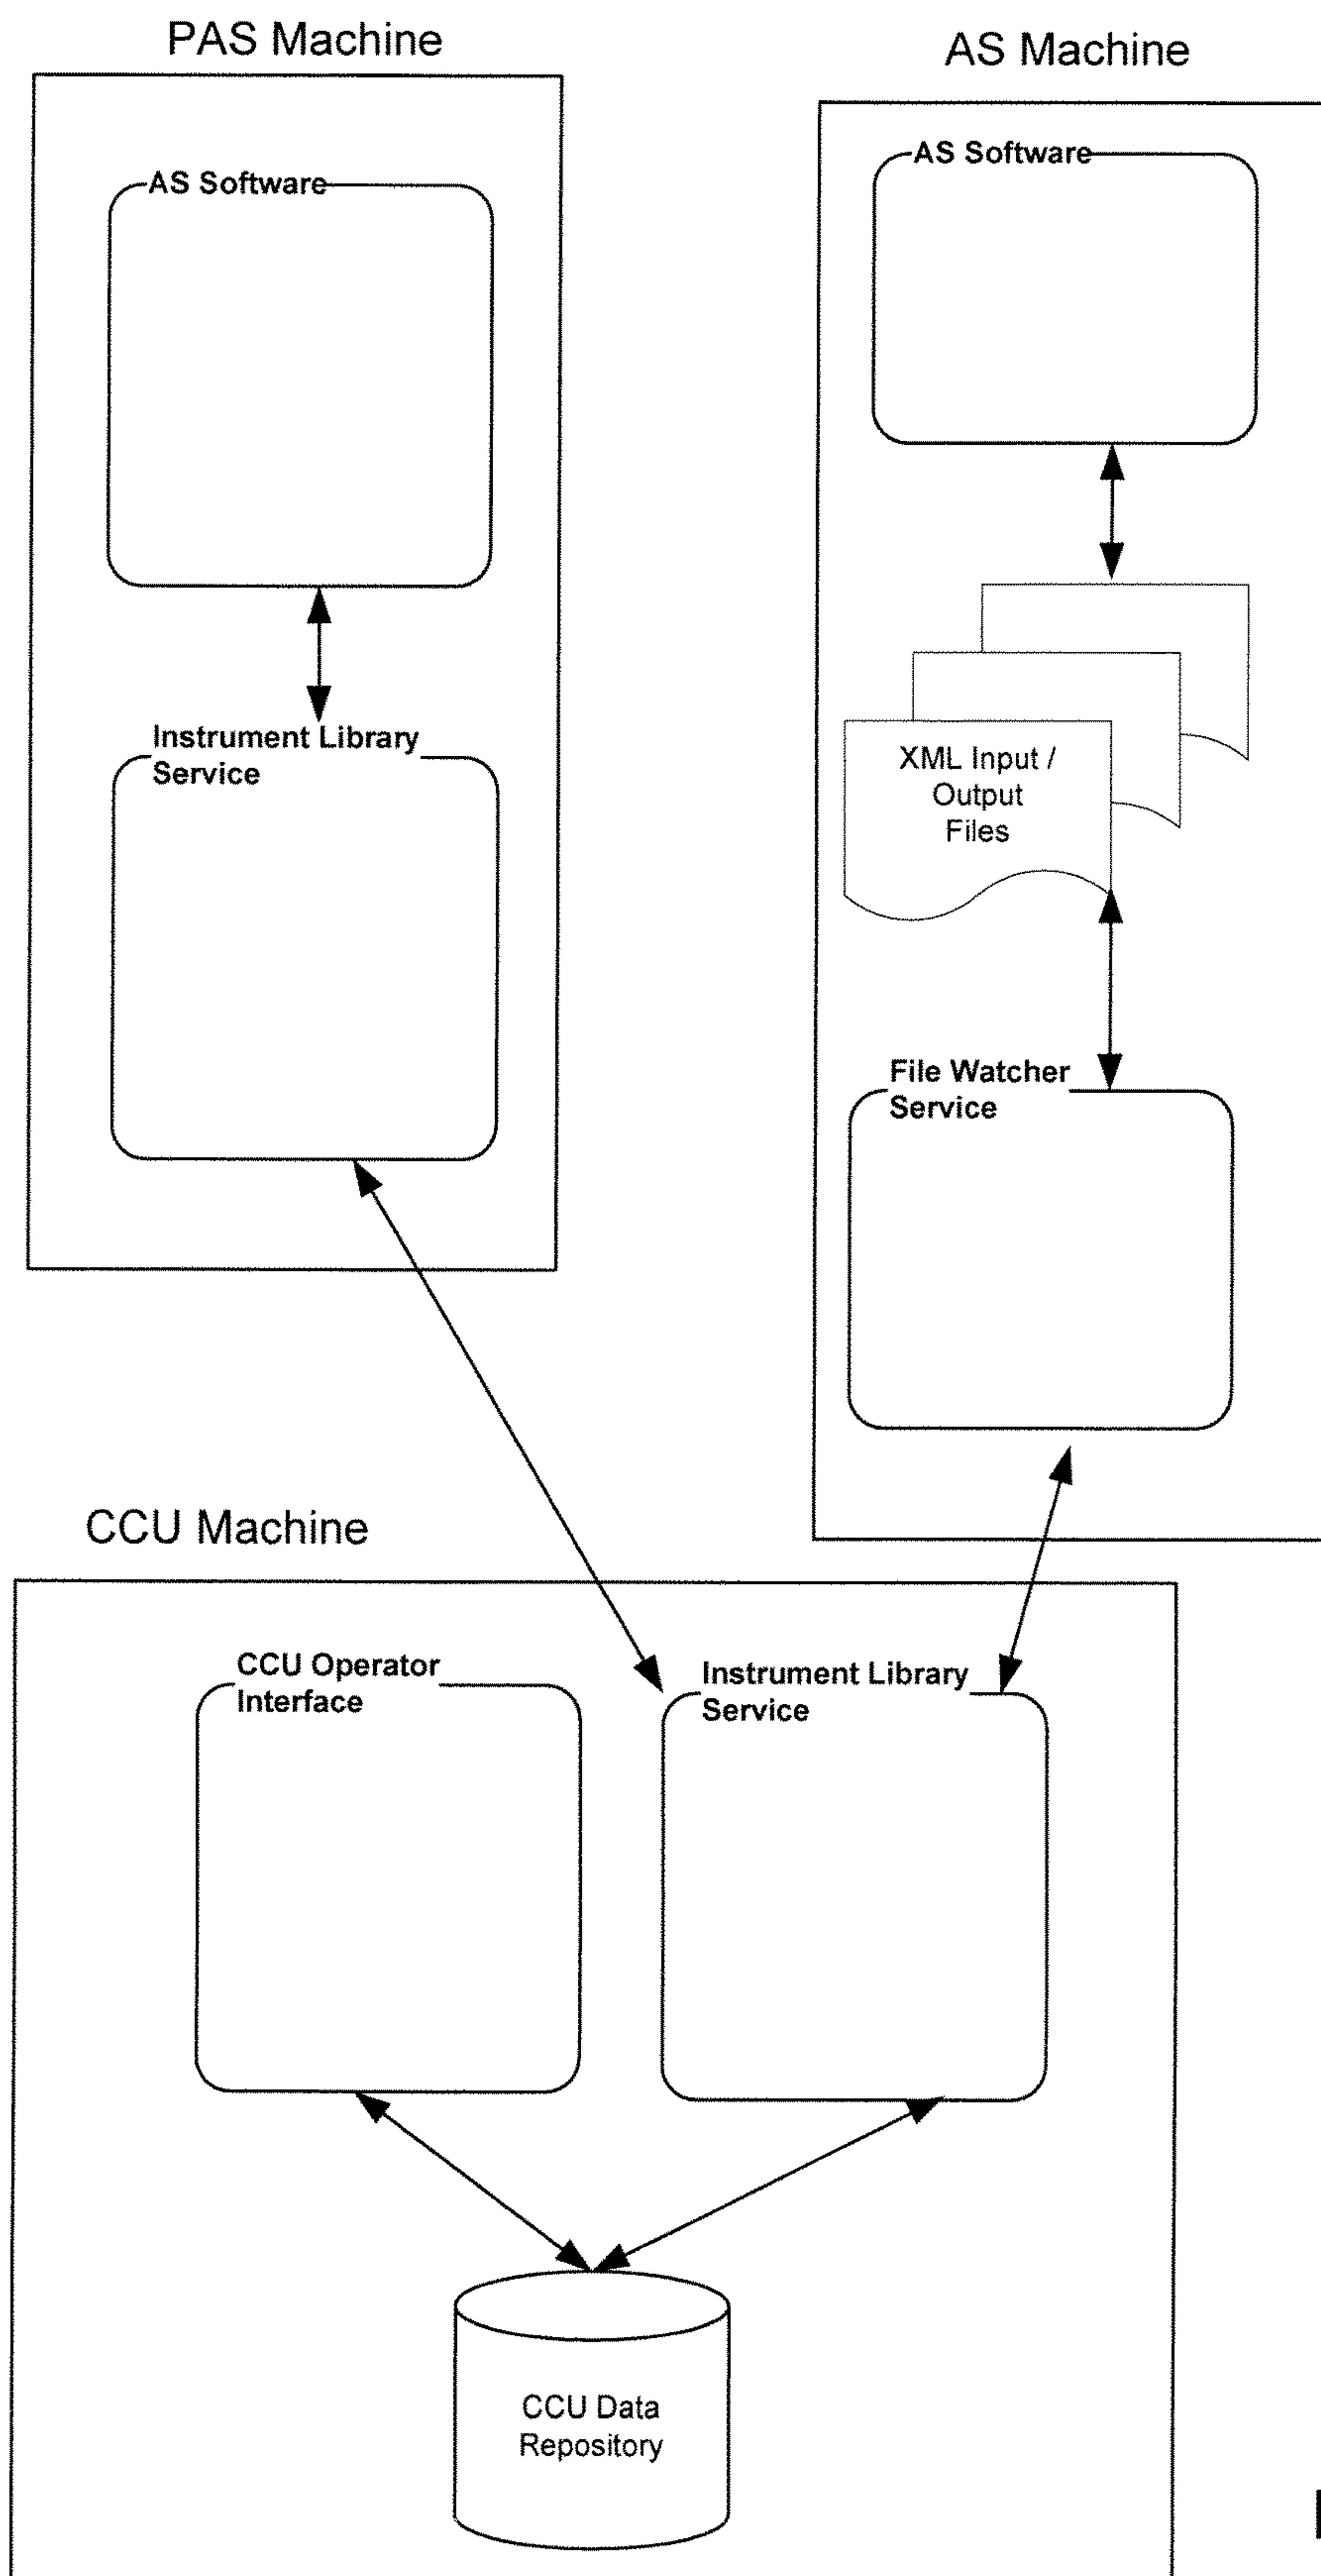 PAS Machine
AS Software
Instrument Library
Service
AS Machine
AS Software
XML Input /
Output
Files
File Watcher
Service
CCU Machine
CCU Operator
Interface
Instrument Library
Service
CCU Data
Repository